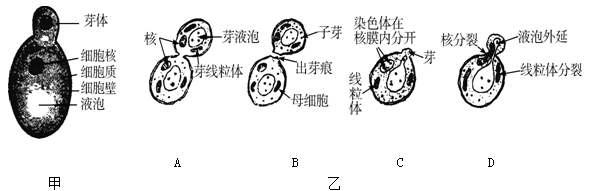 芽体
细胞核
细胞质
细胞壁
液泡
核
芽液泡
芽线粒体
子芽
出芽痕
母细胞
染色体在
核膜内分开
芽
线粒体
核分裂
液泡外延
线粒体分裂
A
B
C
D
甲
乙